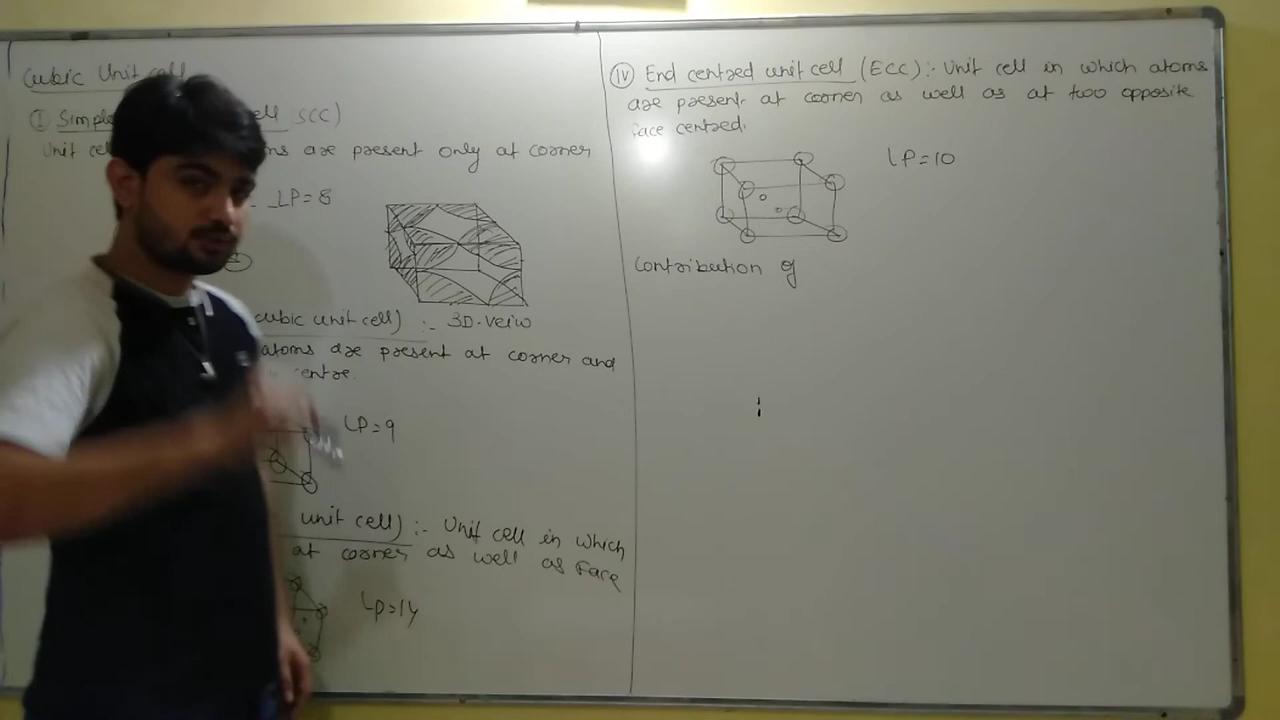 Cubic Unit cell
I Simple cell SCC)
Unit are present only at corner
LP=8
cubic unit cell) :- 3D-veiw
atoms are present at corner and
centre.
LP=9
unit cell) :- Unit cell in which
at corner as well as Face
LP=14
IV End centred unit cell (ECC):- Unit cell in which atoms
are present at corner as well as at two opposite
face centred.
LP=10
Contribution of